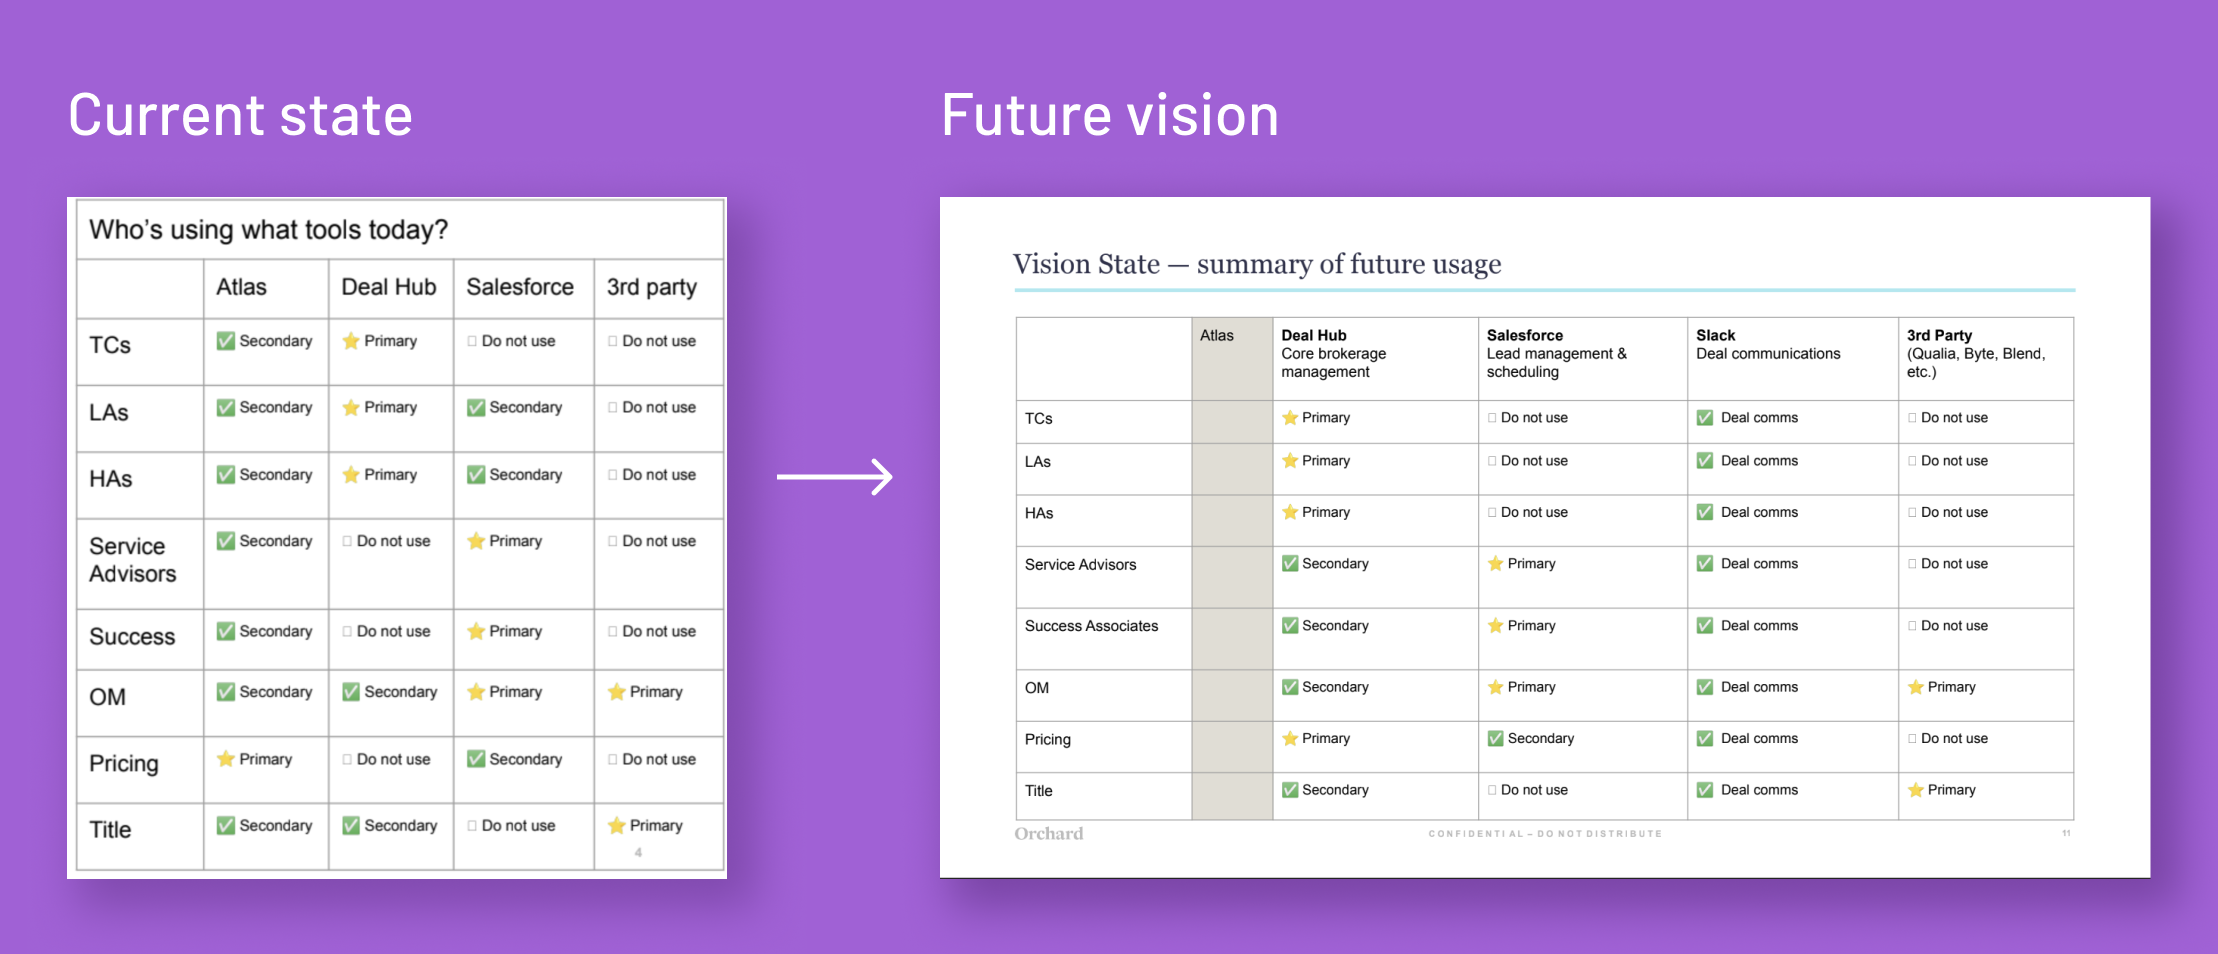 Current state
Who's using what tools today?
Atlas Deal Hub Salesforce 3rd party
TCs ✅ Secondary ⭐ Primary Do not use Do not use
LAs ✅ Secondary ⭐ Primary ✅ Secondary Do not use
HAs ✅ Secondary ⭐ Primary ✅ Secondary Do not use
Service ✅ Secondary Do not use ⭐ Primary Do not use
Advisors
Success ✅ Secondary Do not use ⭐ Primary Do not use
OM ✅ Secondary ✅ Secondary ⭐ Primary ⭐ Primary
Pricing ⭐ Primary Do not use ✅ Secondary Do not use
Title ✅ Secondary ✅ Secondary Do not use ⭐ Primary
4
Future vision
Vision State — summary of future usage
Atlas Deal Hub Salesforce Slack 3rd Party
Core brokerage Lead management & Deal communications (Qualia, Byte, Blend,
management scheduling etc.)
TCs ⭐ Primary Do not use ✅ Deal comms Do not use
LAs ⭐ Primary Do not use ✅ Deal comms Do not use
HAs ⭐ Primary Do not use ✅ Deal comms Do not use
Service Advisors ✅ Secondary ⭐ Primary ✅ Deal comms Do not use
Success Associates ✅ Secondary ⭐ Primary ✅ Deal comms Do not use
OM ✅ Secondary ⭐ Primary ✅ Deal comms ⭐ Primary
Pricing ⭐ Primary ✅ Secondary ✅ Deal comms Do not use
Title ✅ Secondary Do not use ✅ Deal comms ⭐ Primary
Orchard CONFIDENTIAL – DO NOT DISTRIBUTE 11